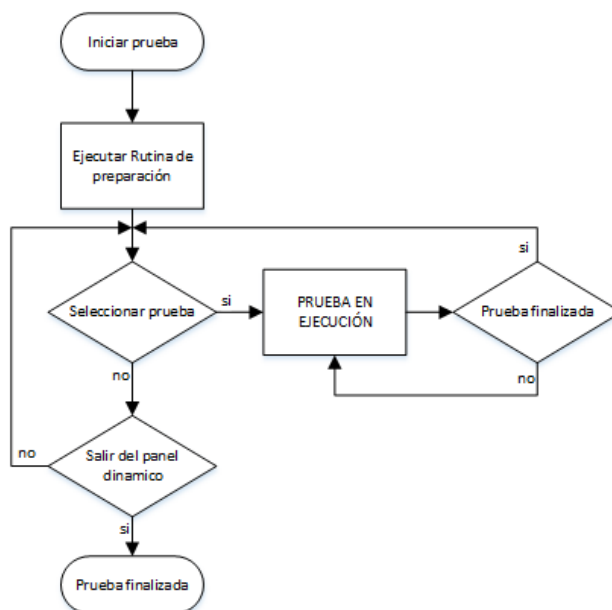 Iniciar prueba
Ejecutar Rutina de
preparación
si
Seleccionar prueba
si
PRUEBA EN
EJECUCIÓN
Prueba finalizada
no
no
no
Salir del panel
dinamico
si
Prueba finalizada